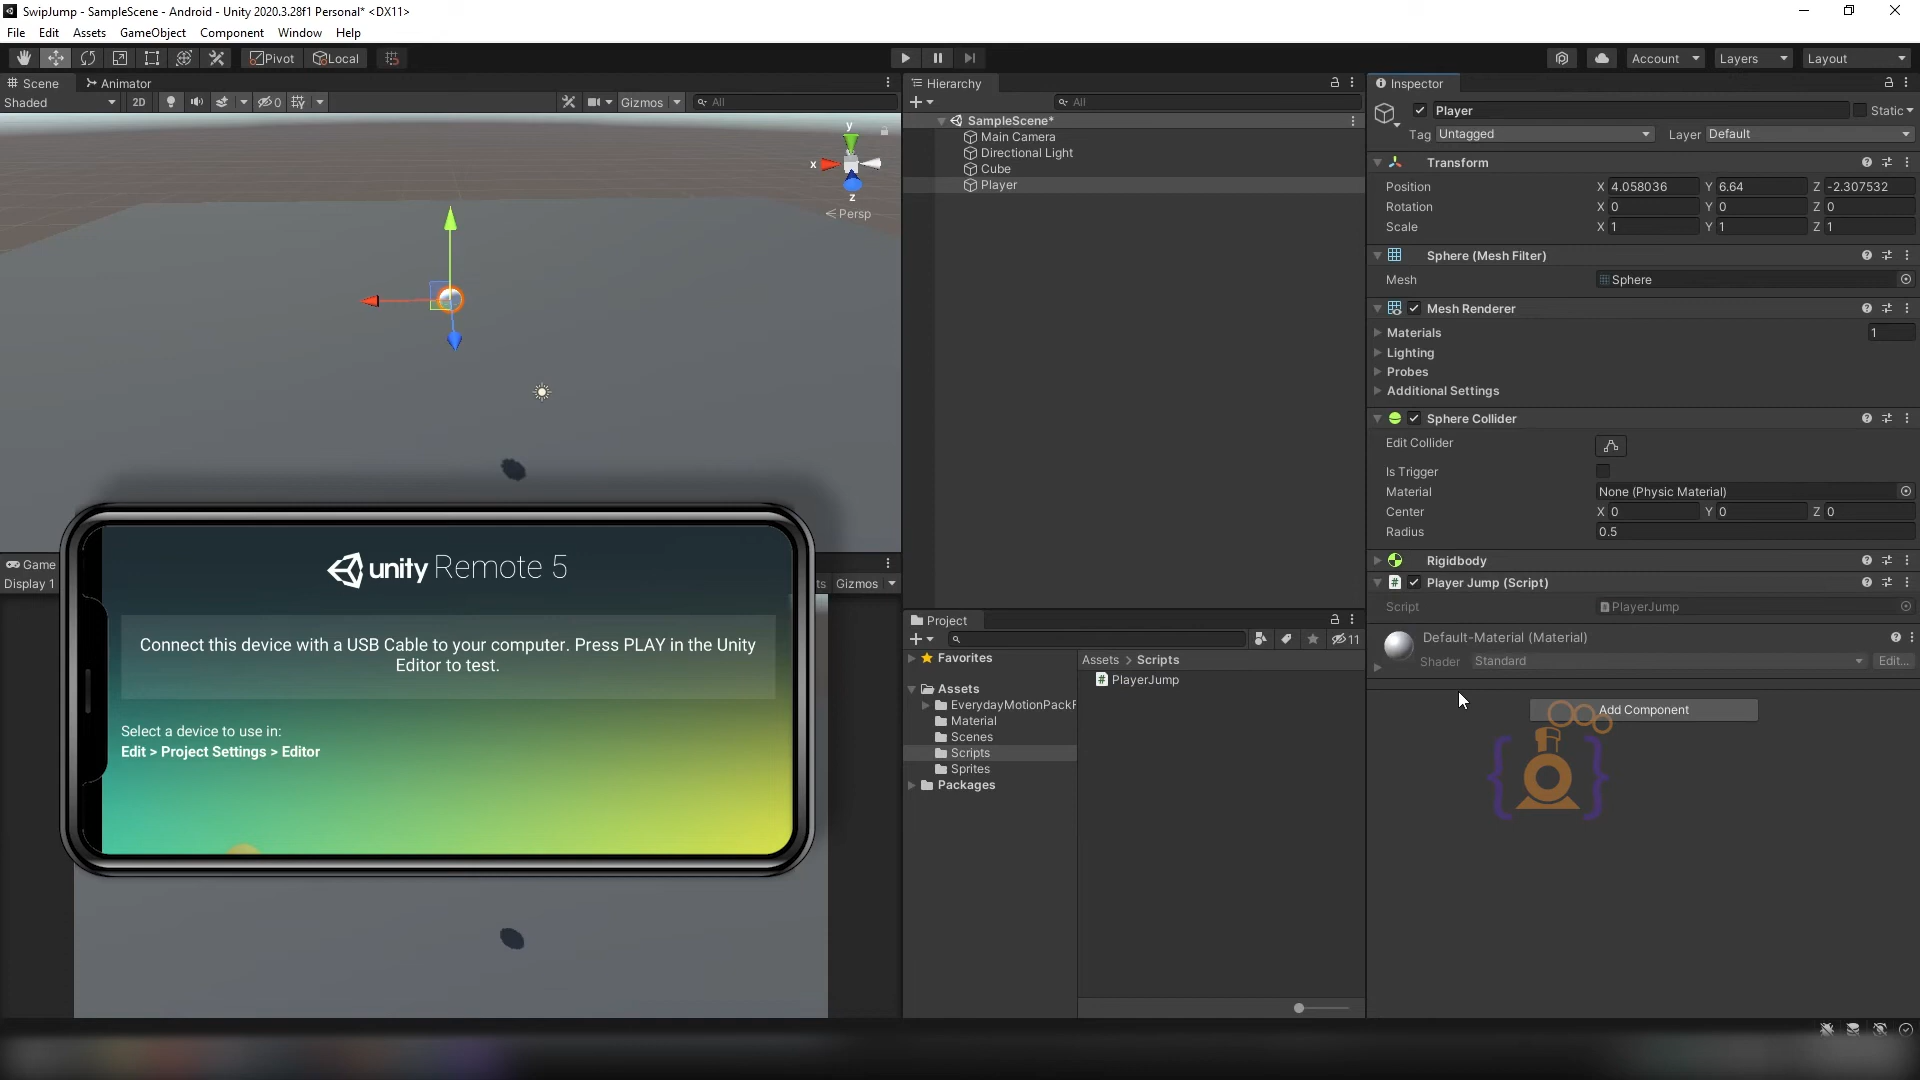 SwipJump - SampleScene - Android - Unity 2020.3.28f1 Personal* <DX11>
File Edit Assets GameObject Component Window Help
Pivot Local Account Layers Layout
Scene Animator
Shaded 2D Gizmos All
y
x
z
Persp
Hierarchy
All
SampleScene*
Main Camera
Directional Light
Cube
Player
Game
Display 1 ts Gizmos
unity Remote 5
Connect this device with a USB Cable to your computer. Press PLAY in the Unity
Editor to test.
Select a device to use in:
Edit > Project Settings > Editor
Project
11
Favorites
Assets
EverydayMotionPackF
Material
Scenes
Scripts
Sprites
Packages
Assets > Scripts
PlayerJump
Inspector
Player Static
Tag Untagged Layer Default
Transform
Position X 4.058036 Y 6.64 Z -2.307532
Rotation X 0 Y 0 Z 0
Scale X 1 Y 1 Z 1
Sphere (Mesh Filter)
Mesh Sphere
Mesh Renderer
Materials 1
Lighting
Probes
Additional Settings
Sphere Collider
Edit Collider
Is Trigger
Material None (Physic Material)
Center X 0 Y 0 Z 0
Radius 0.5
Rigidbody
# Player Jump (Script)
Script PlayerJump
Default-Material (Material)
Shader Standard Edit...
Add Component